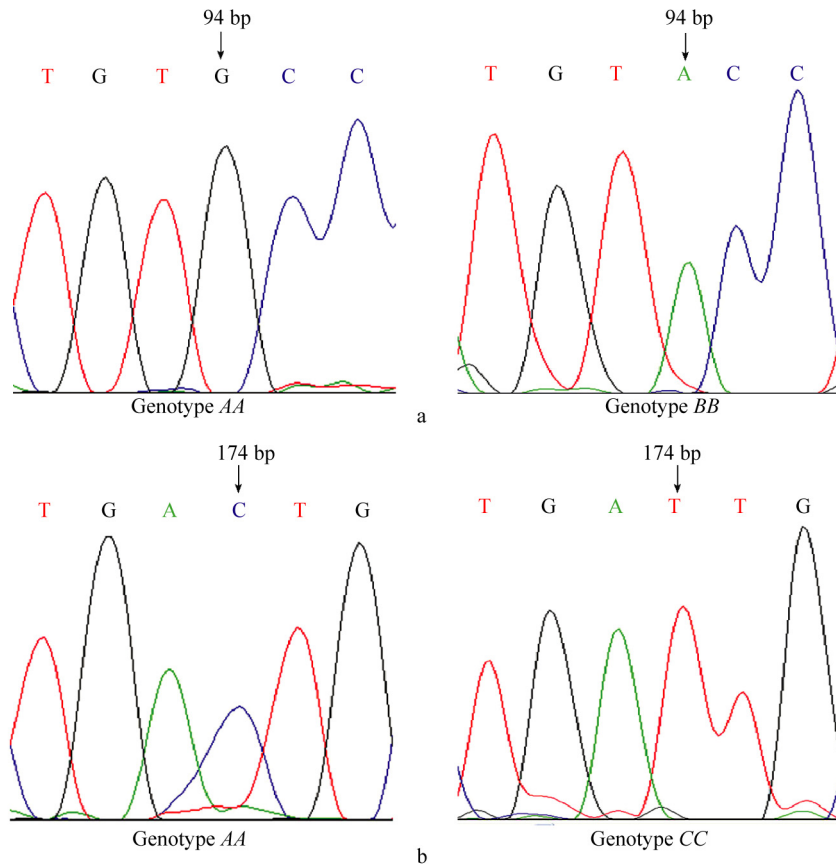 94 bp
94 bp
T G T G C C
T G T A C C
Genotype AA
Genotype BB
a
174 bp
174 bp
T G A C T G
T G A T T G
Genotype AA
Genotype CC
b